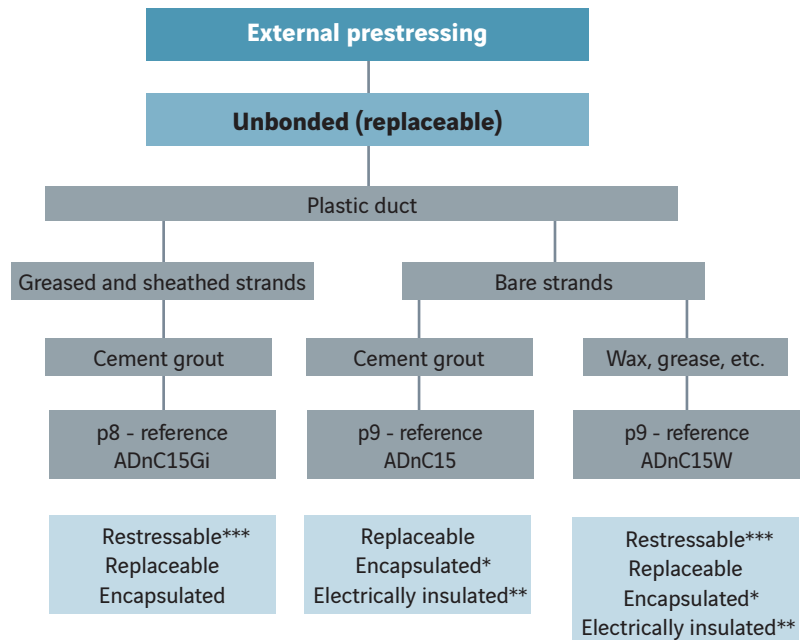 External prestressing
Unbonded (replaceable)
Plastic duct
Greased and sheathed strands
Bare strands
Cement grout
Cement grout
Wax, grease, etc.
p8 - reference
ADnC15Gi
p9 - reference
ADnC15
p9 - reference
ADnC15W
Restressable***
Replaceable
Encapsulated
Replaceable
Encapsulated*
Electrically insulated**
Restressable***
Replaceable
Encapsulated*
Electrically insulated**